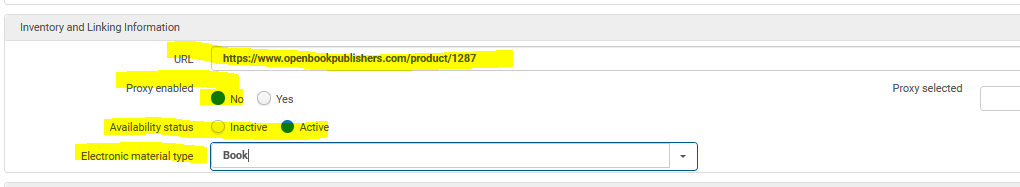 Inventory and Linking Information
URL https://www.openbookpublishers.com/product/1287
Proxy enabled No Yes Proxy selected
Availability status Inactive Active
Electronic material type Book